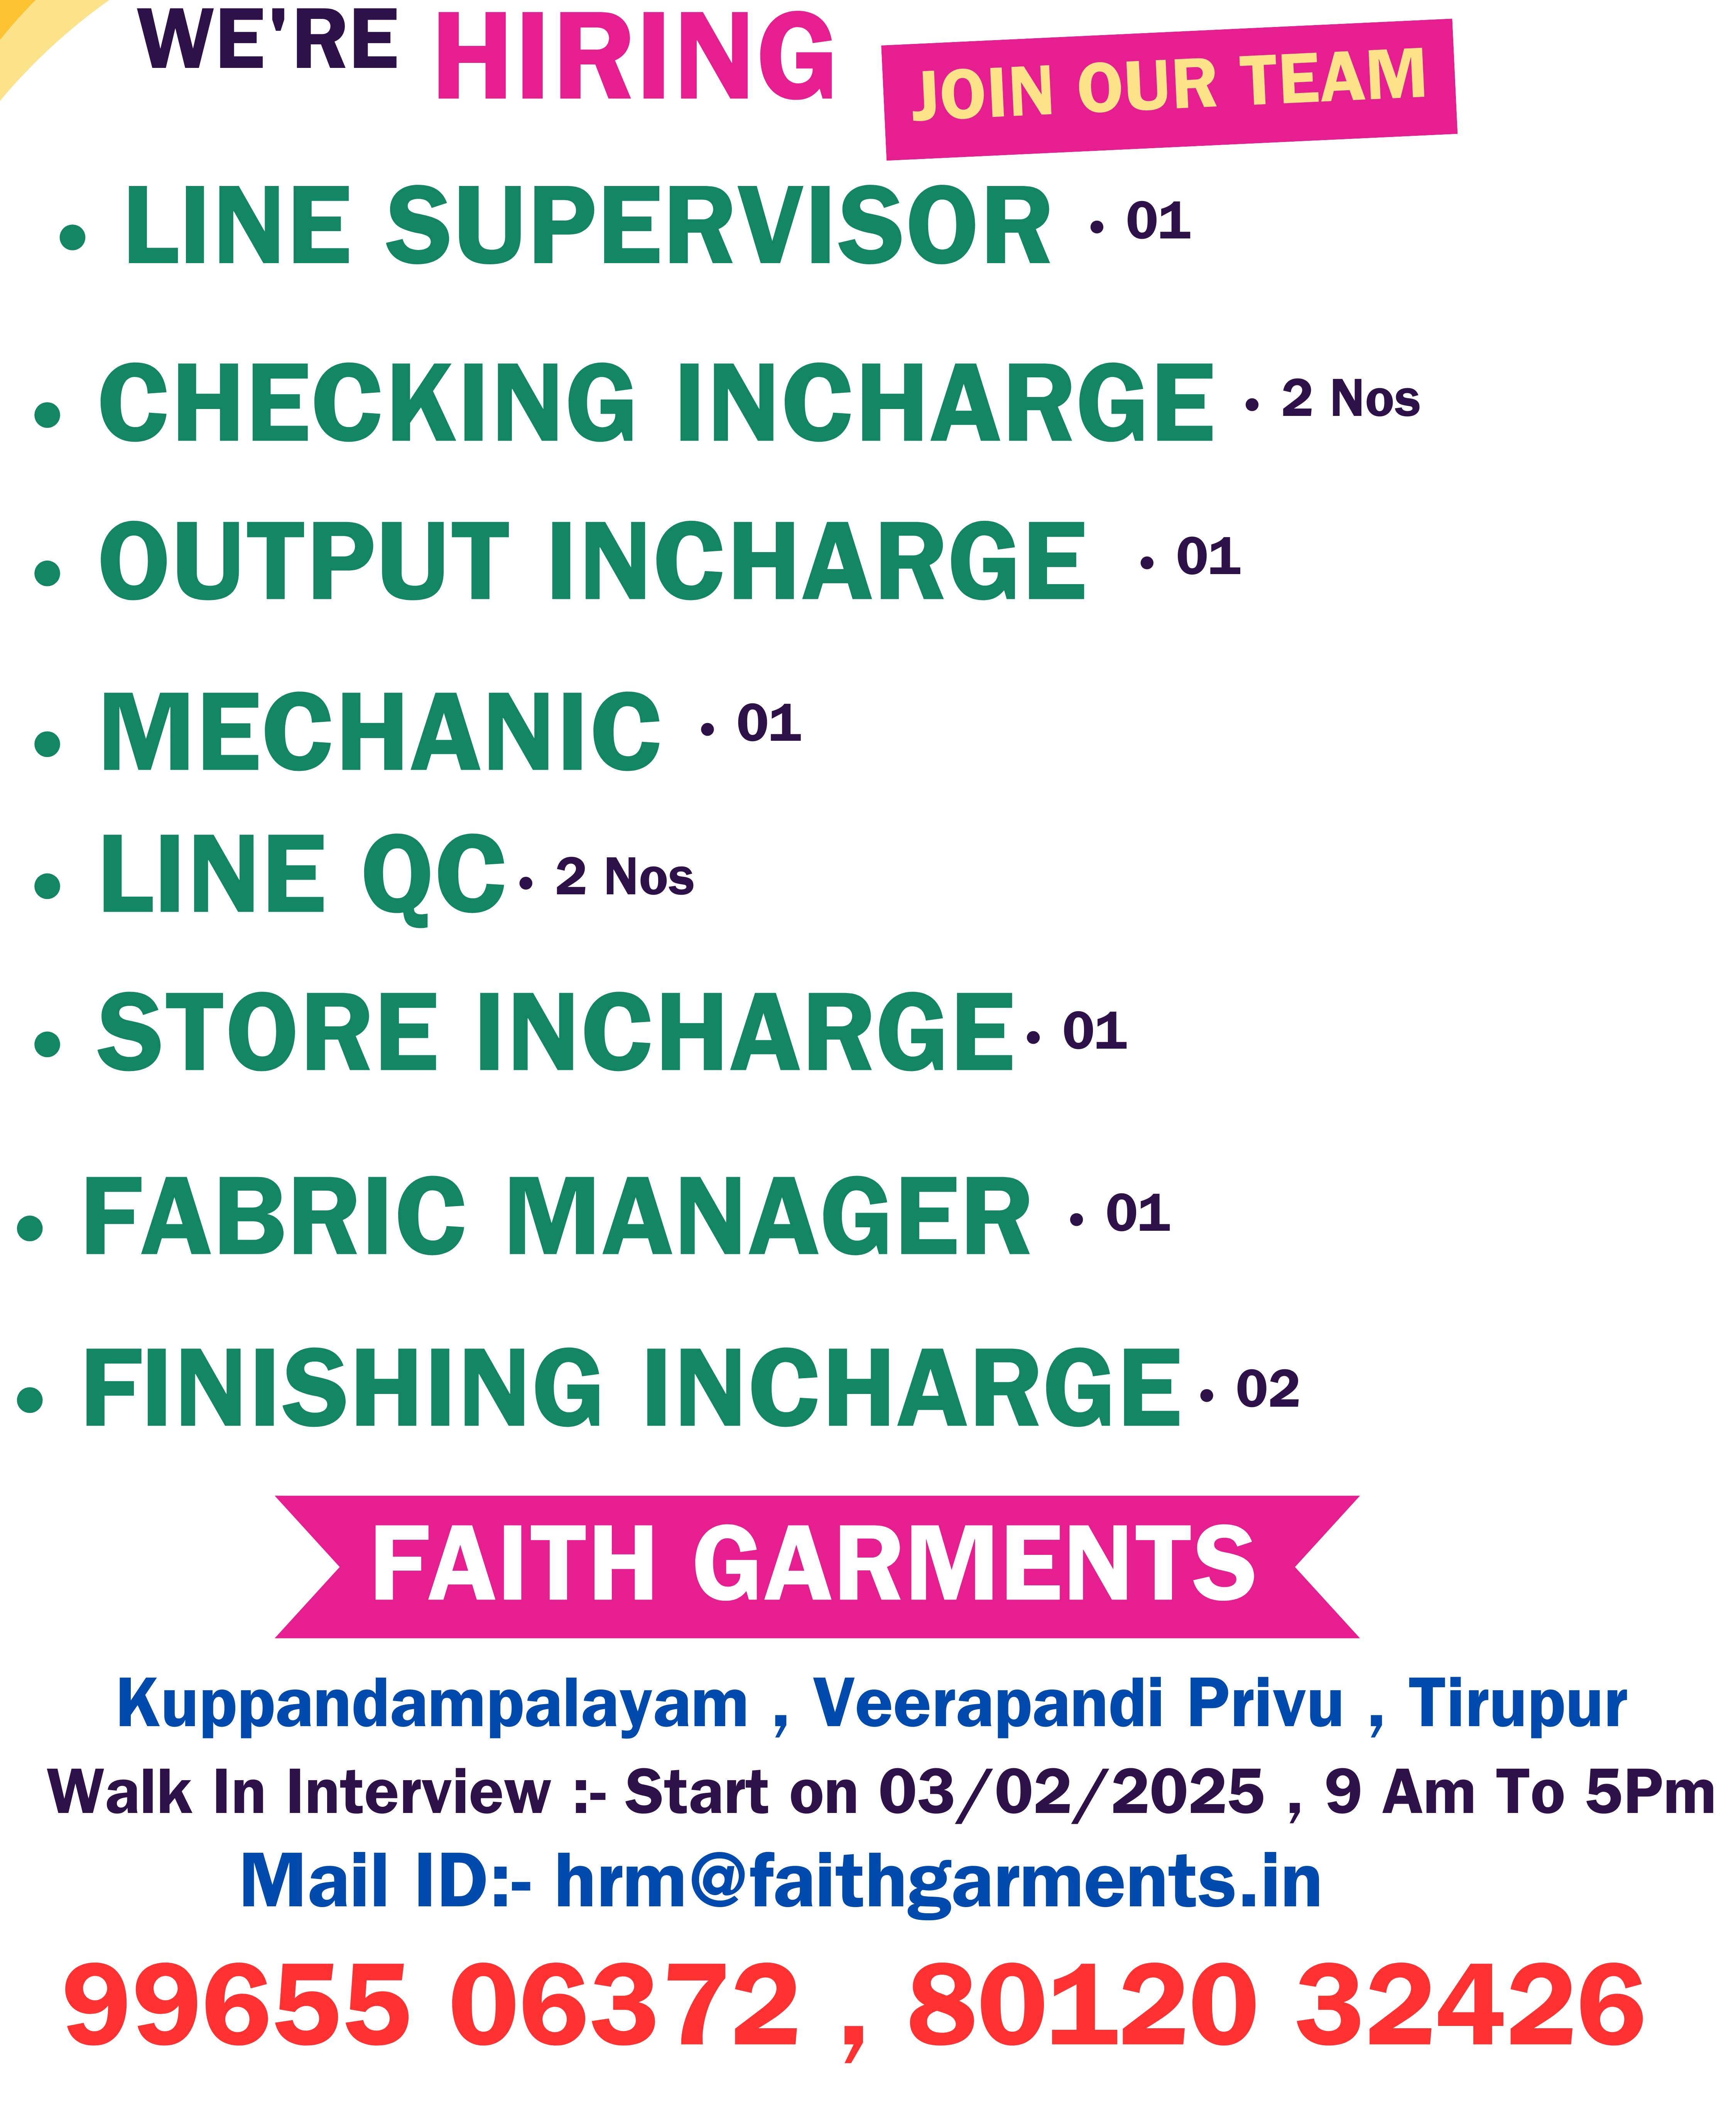 WE'RE HIRING
JOIN OUR TEAM
• LINE SUPERVISOR • 01
• CHECKING INCHARGE • 2 Nos
• OUTPUT INCHARGE • 01
• MECHANIC • 01
• LINE QC • 2 Nos
• STORE INCHARGE • 01
• FABRIC MANAGER • 01
• FINISHING INCHARGE • 02
FAITH GARMENTS
Kuppandampalayam , Veerapandi Privu , Tirupur
Walk In Interview :- Start on 03/02/2025 , 9 Am To 5Pm
Mail ID:- hrm@faithgarments.in
99655 06372 , 80120 32426